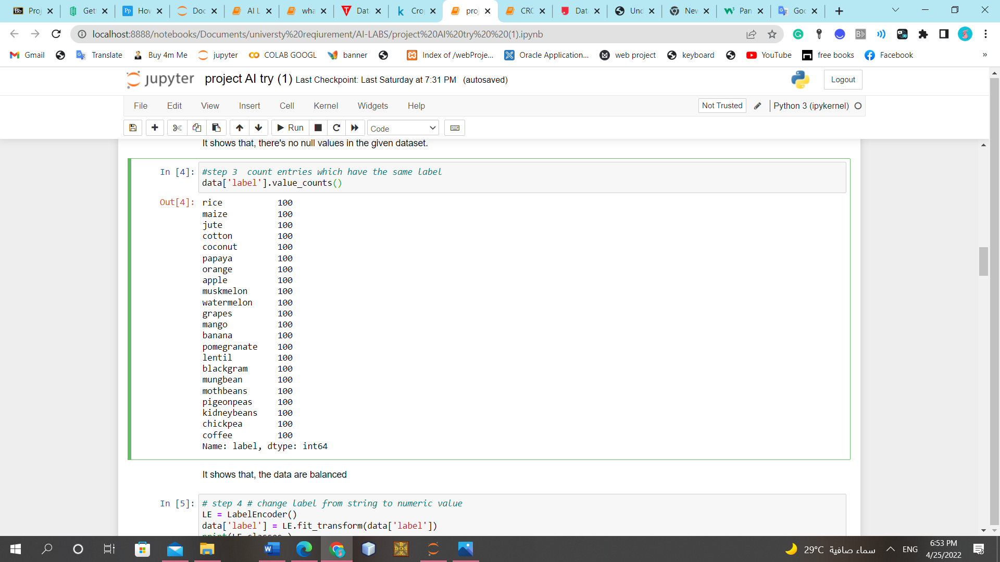 Bb Proj
Get
Pp How
Doc
AI L
wha
T Dat
k Cro
proj
CRC
Dat
Unc
New
w3 Pan
Goo
localhost:8888/notebooks/Documents/universty%20reqiurement/AI-LABS/project%20AI%20try%20%20(1).ipynb
Gmail
Translate
Buy 4m Me
jupyter
COLAB GOOGL
banner
Index of /webProje...
Oracle Application...
web project
keyboard
YouTube
free books
Facebook
»
jupyter project AI try (1) Last Checkpoint: Last Saturday at 7:31 PM (autosaved)
Logout
File Edit View Insert Cell Kernel Widgets Help
Not Trusted
Python 3 (ipykernel)
Run
Code
It shows that, there's no null values in the given dataset.
In [4]: #step 3  count entries which have the same label
data['label'].value_counts()
Out[4]: rice 100
maize 100
jute 100
cotton 100
coconut 100
papaya 100
orange 100
apple 100
muskmelon 100
watermelon 100
grapes 100
mango 100
banana 100
pomegranate 100
lentil 100
blackgram 100
mungbean 100
mothbeans 100
pigeonpeas 100
kidneybeans 100
chickpea 100
coffee 100
Name: label, dtype: int64
It shows that, the data are balanced
In [5]: # step 4 # change label from string to numeric value
LE = LabelEncoder()
data['label'] = LE.fit_transform(data['label'])
print(LE.classes_)
29°C سماء صافية
ENG
6:53 PM
4/25/2022